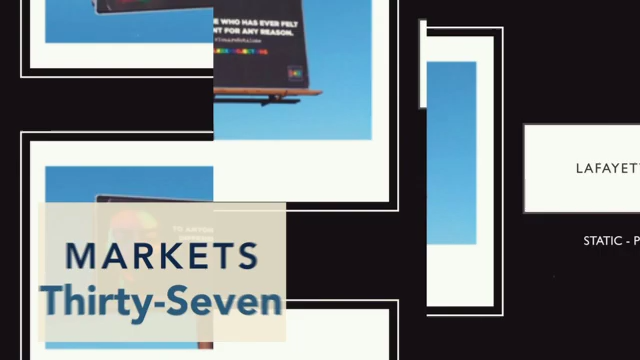 E WHO HAS EVER FELT
NT FOR ANY REASON.
LAFAYETT
STATIC - P
MARKETS
Thirty-Seven